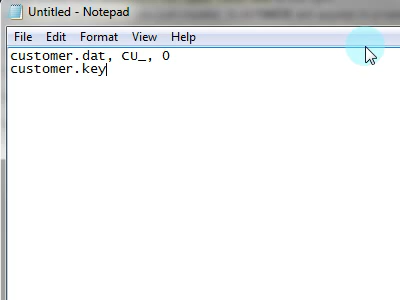 Untitled - Notepad
File Edit Format View Help
customer.dat, CU_, 0
customer.key